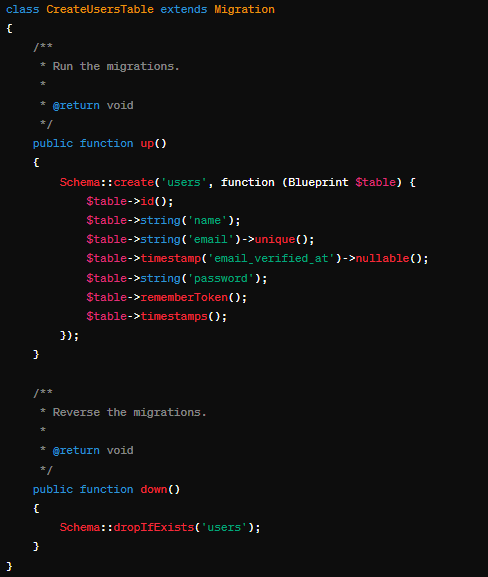 class CreateUsersTable extends Migration
{
    /**
     * Run the migrations.
     *
     * @return void
     */
    public function up()
    {
        Schema::create('users', function (Blueprint $table) {
            $table->id();
            $table->string('name');
            $table->string('email')->unique();
            $table->timestamp('email_verified_at')->nullable();
            $table->string('password');
            $table->rememberToken();
            $table->timestamps();
        });
    }

    /**
     * Reverse the migrations.
     *
     * @return void
     */
    public function down()
    {
        Schema::dropIfExists('users');
    }
}